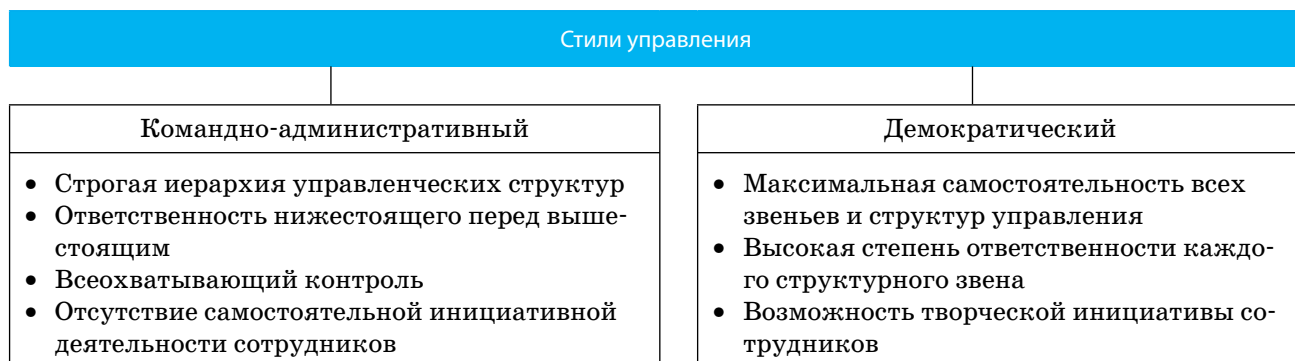 Стили управления
Командно-административный
• Строгая иерархия управленческих структур
• Ответственность нижестоящего перед выше-
стоящим
• Всеохватывающий контроль
• Отсутствие самостоятельной инициативной
деятельности сотрудников
Демократический
• Максимальная самостоятельность всех
звеньев и структур управления
• Высокая степень ответственности каждо-
го структурного звена
• Возможность творческой инициативы со-
трудников